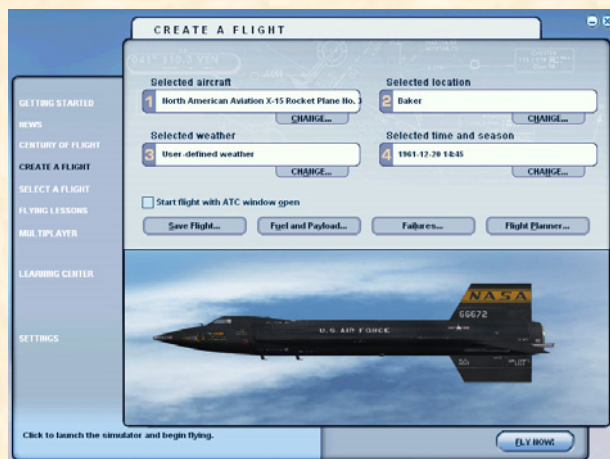 CREATE A FLIGHT
GETTING STARTED
NEWS
CENTURY OF FLIGHT
CREATE A FLIGHT
SELECT A FLIGHT
FLYING LESSONS
MULTIPLAYER
LEARNING CENTER
SETTINGS
Selected aircraft
1 North American Aviation X-15 Rocket Plane No. 3
CHANGE...
Selected location
2 Baker
CHANGE...
Selected weather
3 User-defined weather
CHANGE...
Selected time and season
4 1961-12-20 14:45
CHANGE...
Start flight with ATC window open
Save Flight...
Fuel and Payload...
Failures...
Flight Planner...
NASA
66672
U.S. AIR FORCE
Click to launch the simulator and begin flying.
FLY NOW!